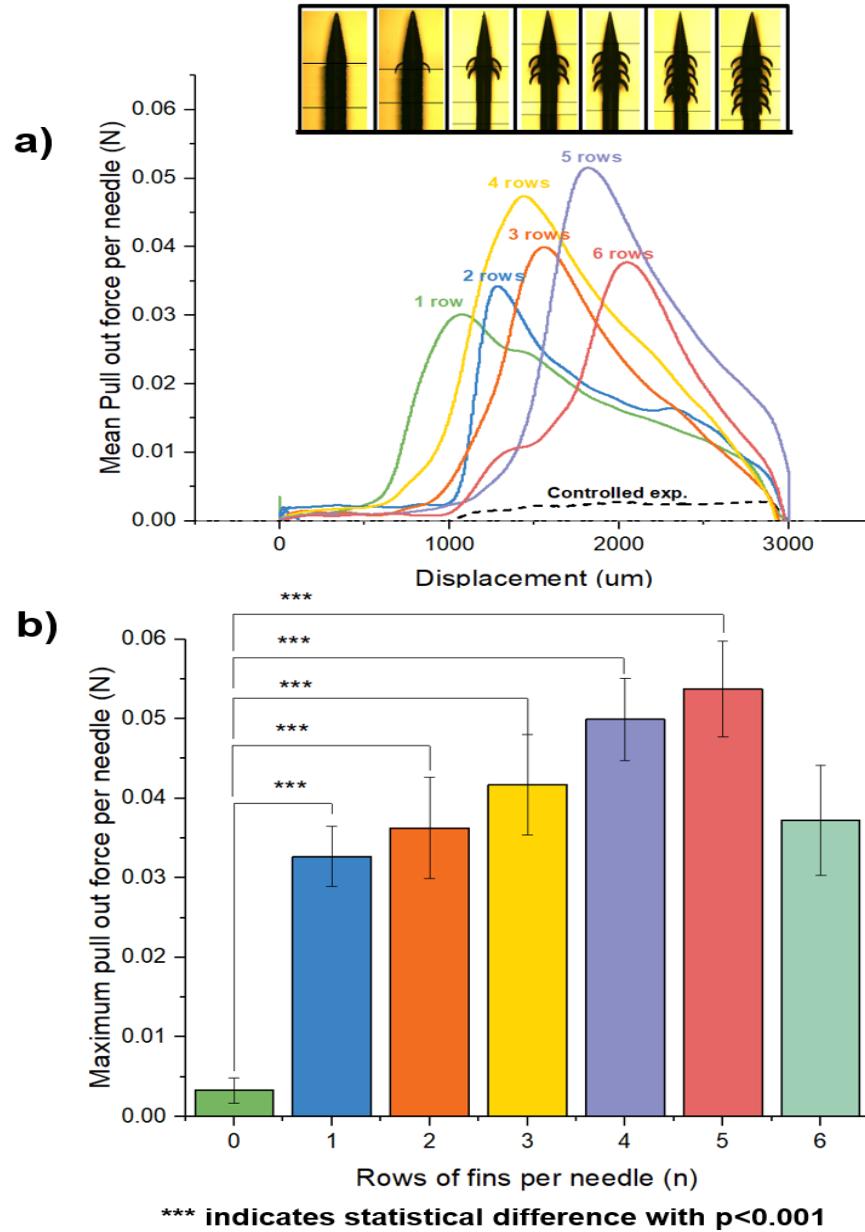 a)
Mean Pull out force per needle (N)
0.06
0.05
0.04
0.03
0.02
0.01
0.00
5 rows
4 rows
3 rows
2 rows
6 rows
1 row
Controlled exp.
0 1000 2000 3000
Displacement (um)
b)
Maximum pull out force per needle (N)
0.06
0.05
0.04
0.03
0.02
0.01
0.00
***
***
***
***
***
0 1 2 3 4 5 6
Rows of fins per needle (n)
*** indicates statistical difference with p<0.001